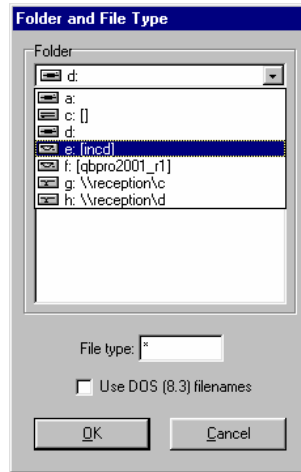 Folder and File Type
Folder
d:
a:
c: []
d:
e: [incd]
f: [qbpro2001_r1]
g: \\reception\c
h: \\reception\d
File type: *
Use DOS (8.3) filenames
OK Cancel